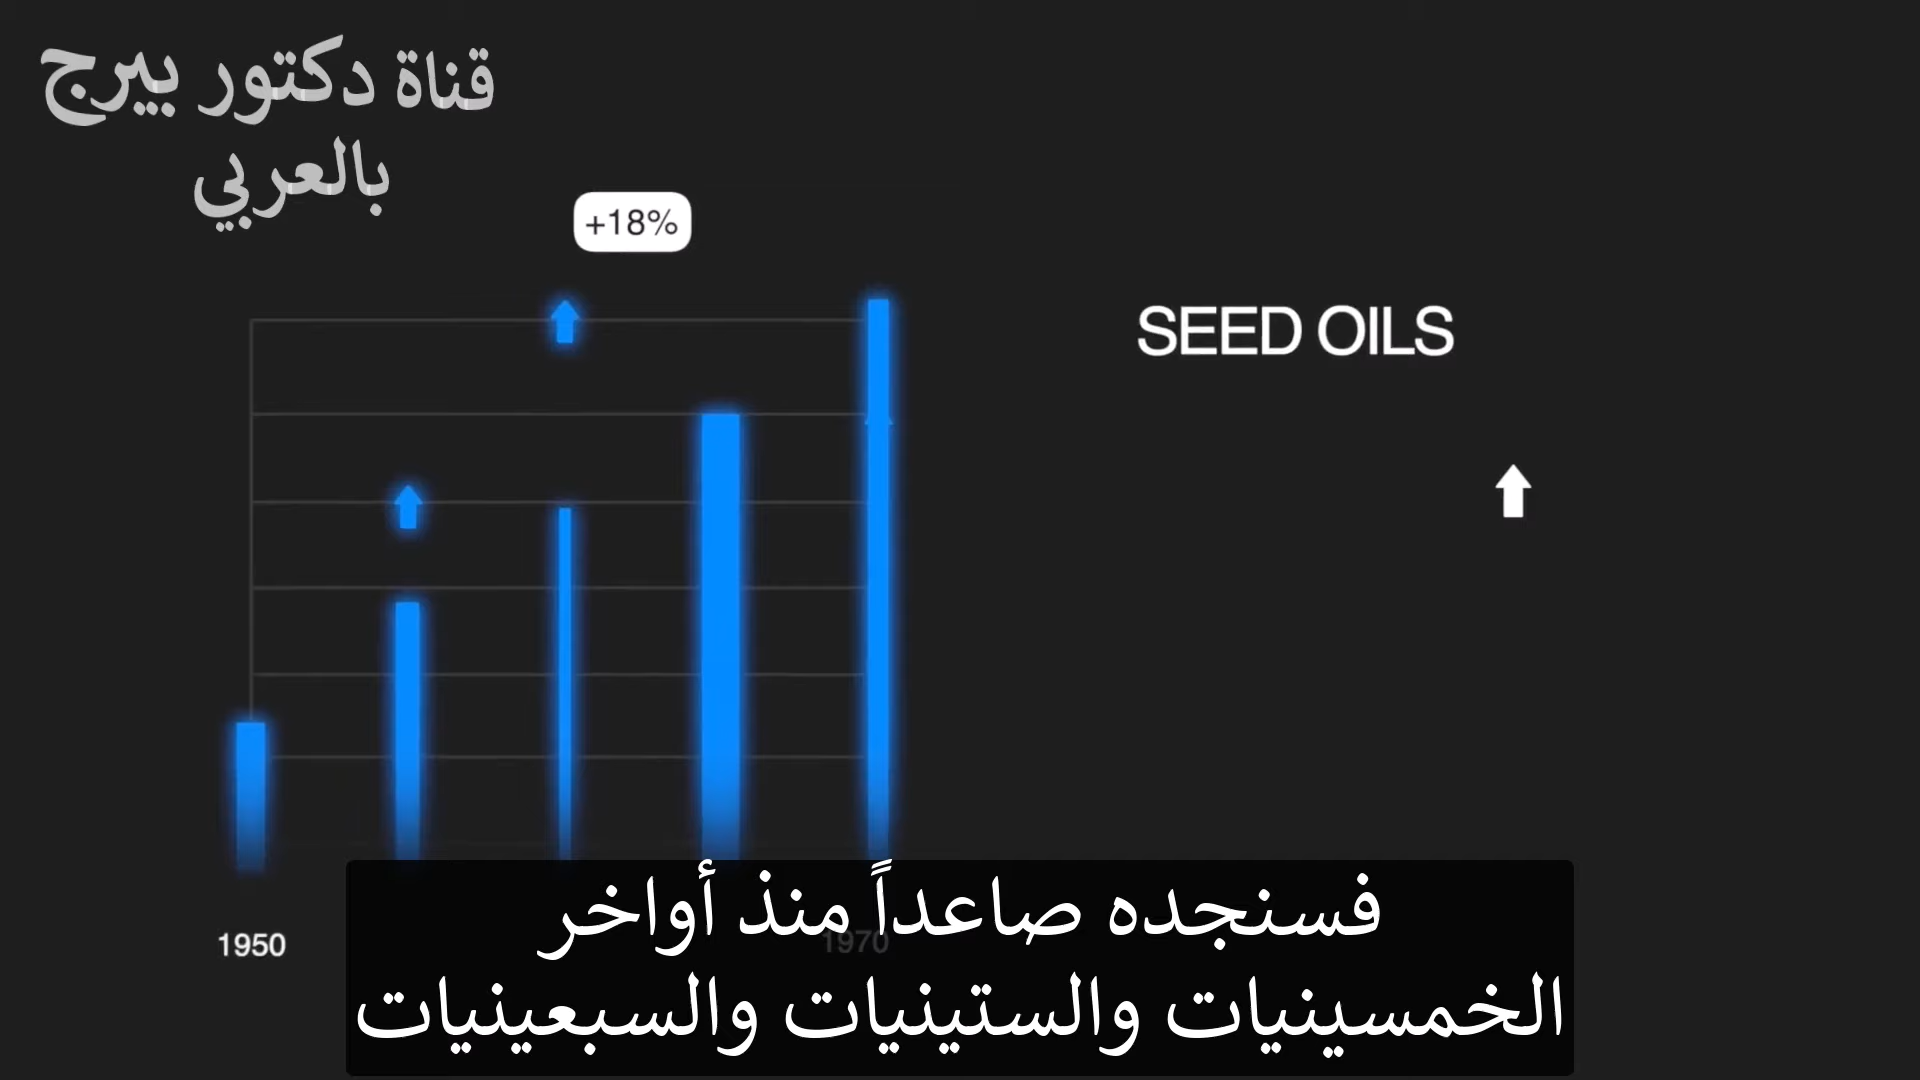 قناة دكتور بيرج
بالعربي
+18%
SEED OILS
1950
1970
فسنجده صاعداً منذ أواخر
الخمسينيات والستينيات والسبعينيات